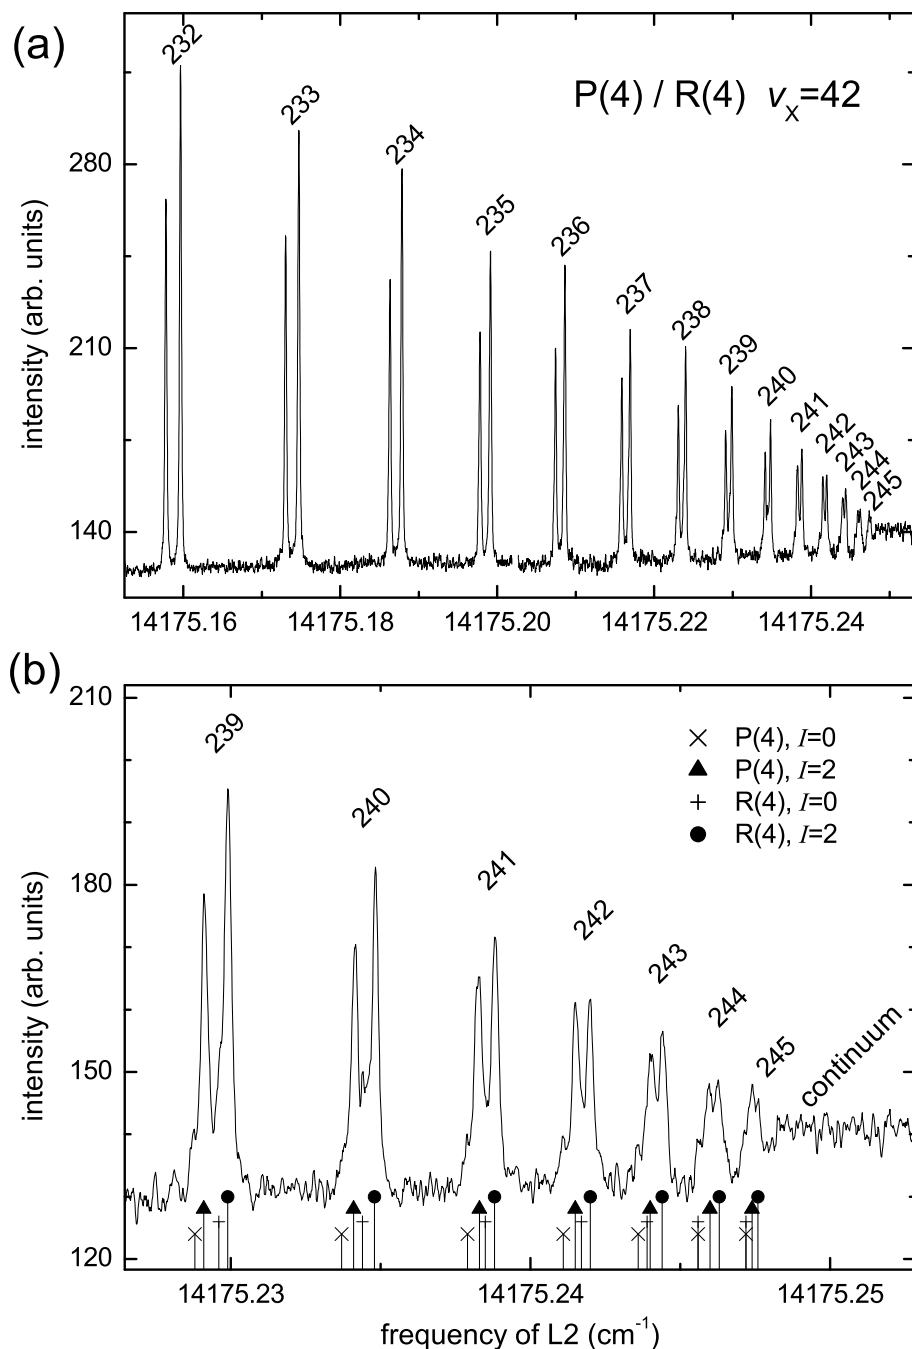 (a)
P(4) / R(4) vX=42
232
233
234
235
236
237
238
239
240
241
242
243
244
245
280
210
140
intensity (arb. units)
14175.16 14175.18 14175.20 14175.22 14175.24
(b)
210
180
150
120
intensity (arb. units)
239
240
241
242
243
244
245
continuum
P(4), I=0
P(4), I=2
R(4), I=0
R(4), I=2
14175.23 14175.24 14175.25
frequency of L2 (cm⁻¹)